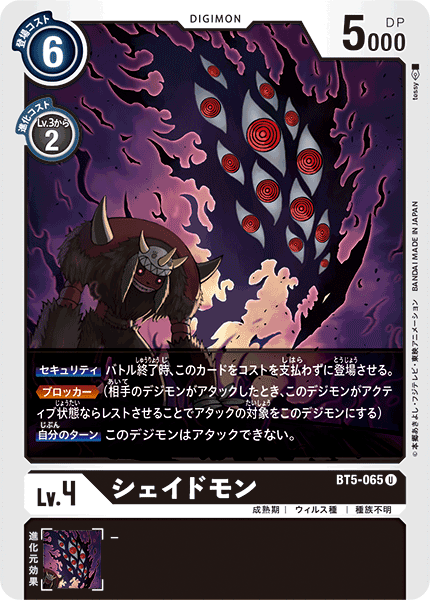 登場コスト
6
DIGIMON
5000
DP
進化コスト
Lv.3から
2
tessy
©本郷あきよし・フジテレビ・東映アニメーション BANDAI MADE IN JAPAN
セキュリティ バトル終了時、このカードをコストを支払わずに登場させる。
ブロッカー (相手のデジモンがアタックしたとき、このデジモンがアクテ
ィブ状態ならレストさせることでアタックの対象をこのデジモンにする)
自分のターン このデジモンはアタックできない。
BT5-065 U
Lv.4 シェイドモン
成熟期 | ウィルス種 | 種族不明
進化元効果
-